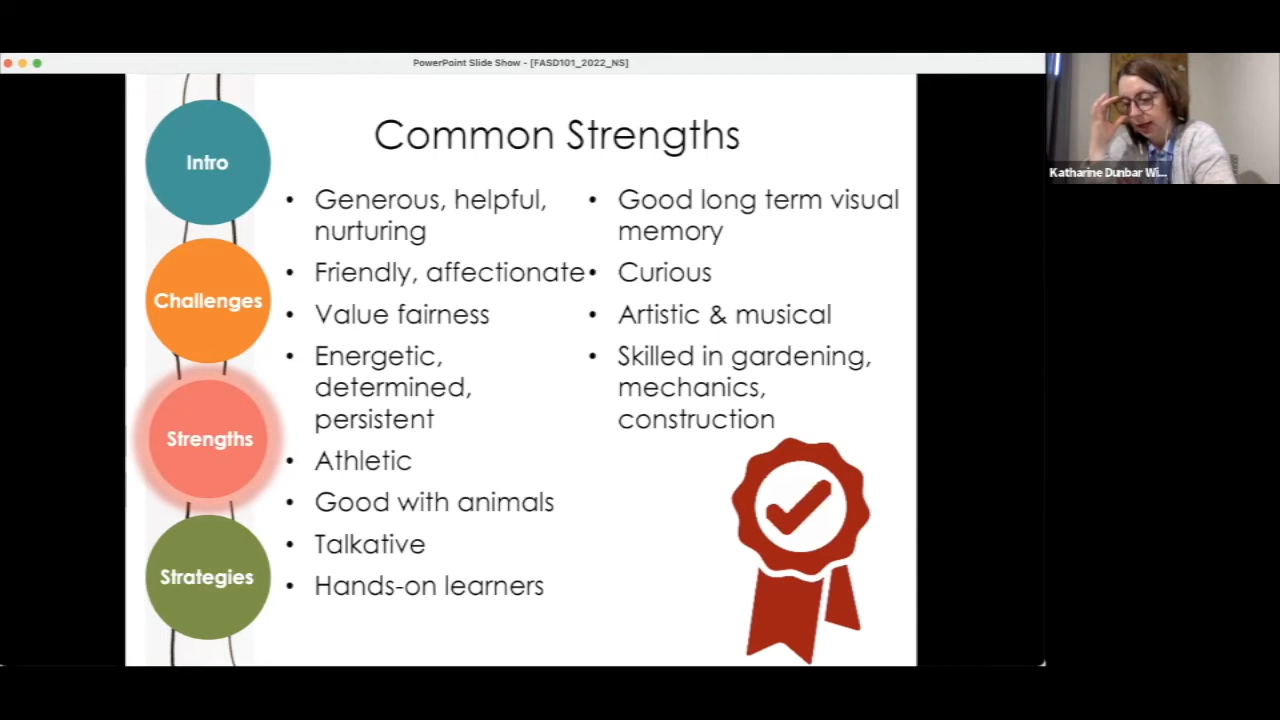 PowerPoint Slide Show - [FASD101_2022_NS]
Intro
Challenges
Strengths
Strategies
Common Strengths
• Generous, helpful,
nurturing
• Friendly, affectionate
• Value fairness
• Energetic,
determined,
persistent
• Athletic
• Good with animals
• Talkative
• Hands-on learners
• Good long term visual
memory
• Curious
• Artistic & musical
• Skilled in gardening,
mechanics,
construction
Katharine Dunbar Wi...